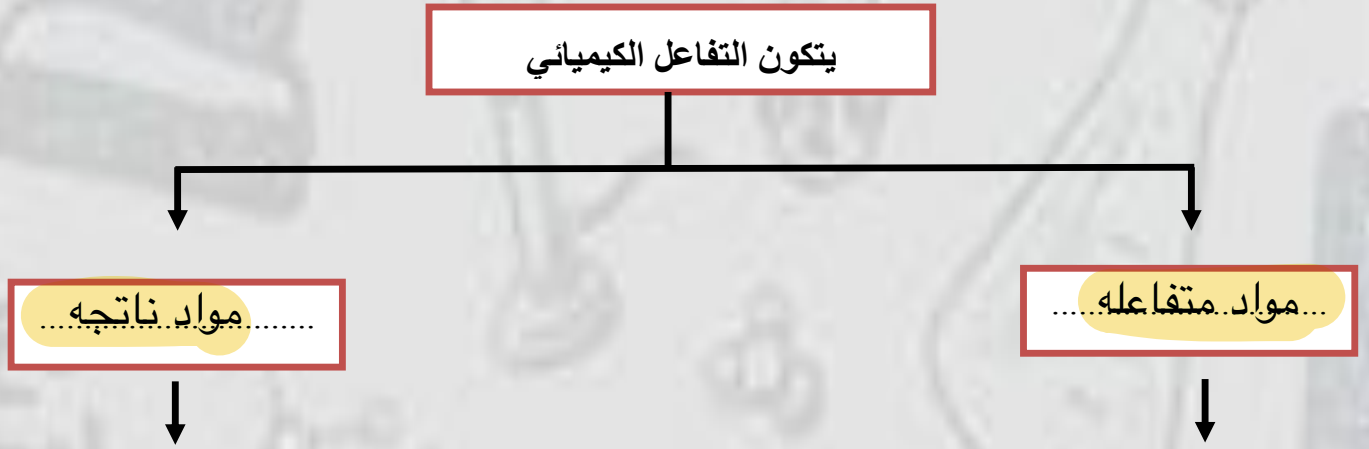 يتكون التفاعل الكيميائي
مواد متفاعله
مواد ناتجه